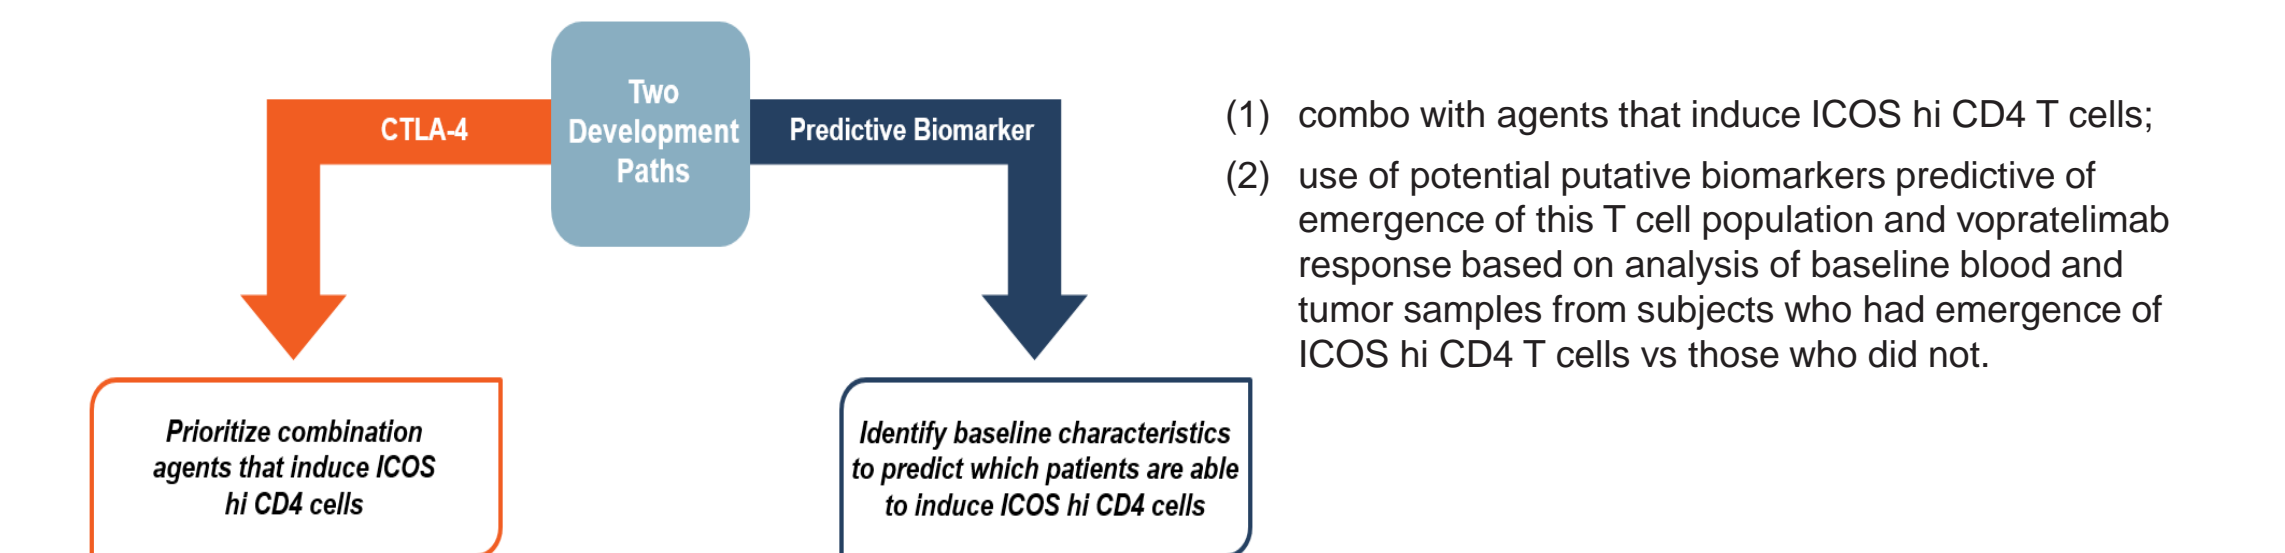 Two
Development
Paths
CTLA-4
Predictive Biomarker
Prioritize combination
agents that induce ICOS
hi CD4 cells
Identify baseline characteristics
to predict which patients are able
to induce ICOS hi CD4 cells
(1) combo with agents that induce ICOS hi CD4 T cells;
(2) use of potential putative biomarkers predictive of
emergence of this T cell population and vopratelimab
response based on analysis of baseline blood and
tumor samples from subjects who had emergence of
ICOS hi CD4 T cells vs those who did not.